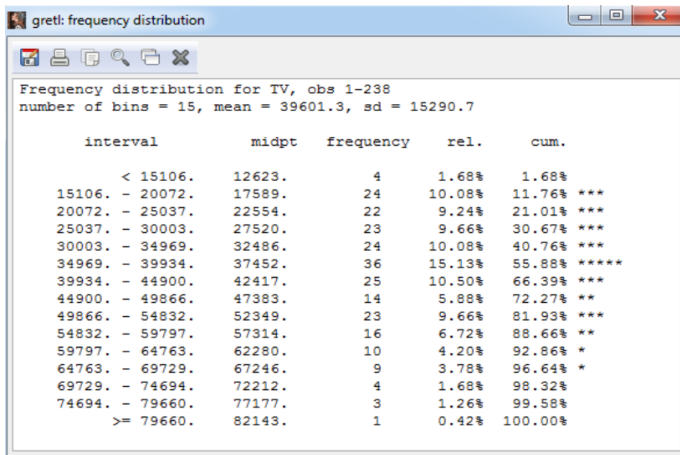 gretl: frequency distribution
Frequency distribution for TV, obs 1-238
number of bins = 15, mean = 39601.3, sd = 15290.7
interval midpt frequency rel. cum.
< 15106. 12623. 4 1.68% 1.68%
15106. - 20072. 17589. 24 10.08% 11.76% ***
20072. - 25037. 22554. 22 9.24% 21.01% ***
25037. - 30003. 27520. 23 9.66% 30.67% ***
30003. - 34969. 32486. 24 10.08% 40.76% ***
34969. - 39934. 37452. 36 15.13% 55.88% *****
39934. - 44900. 42417. 25 10.50% 66.39% ***
44900. - 49866. 47383. 14 5.88% 72.27% **
49866. - 54832. 52349. 23 9.66% 81.93% ***
54832. - 59797. 57314. 16 6.72% 88.66% **
59797. - 64763. 62280. 10 4.20% 92.86% *
64763. - 69729. 67246. 9 3.78% 96.64% *
69729. - 74694. 72212. 4 1.68% 98.32%
74694. - 79660. 77177. 3 1.26% 99.58%
>= 79660. 82143. 1 0.42% 100.00%